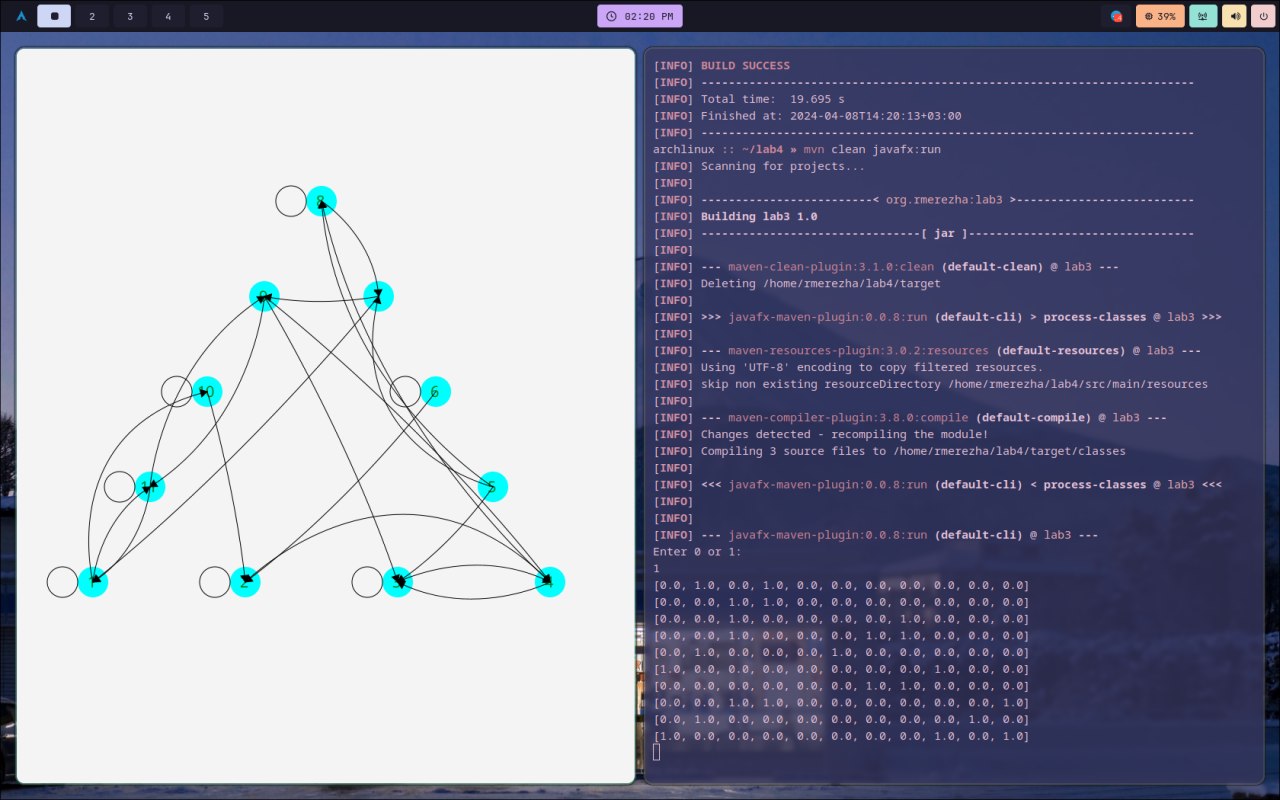 2 3 4 5
02:20 PM
39%
10
6
5
2
[INFO] BUILD SUCCESS
[INFO] ------------------------------------------------------------------------
[INFO] Total time:  19.695 s
[INFO] Finished at: 2024-04-08T14:20:13+03:00
[INFO] ------------------------------------------------------------------------
archlinux :: ~/lab4 » mvn clean javafx:run
[INFO] Scanning for projects...
[INFO]
[INFO] -------------------------< org.rmerezha:lab3 >--------------------------
[INFO] Building lab3 1.0
[INFO] --------------------------------[ jar ]---------------------------------
[INFO]
[INFO] --- maven-clean-plugin:3.1.0:clean (default-clean) @ lab3 ---
[INFO] Deleting /home/rmerezha/lab4/target
[INFO]
[INFO] >>> javafx-maven-plugin:0.0.8:run (default-cli) > process-classes @ lab3 >>>
[INFO]
[INFO] --- maven-resources-plugin:3.0.2:resources (default-resources) @ lab3 ---
[INFO] Using 'UTF-8' encoding to copy filtered resources.
[INFO] skip non existing resourceDirectory /home/rmerezha/lab4/src/main/resources
[INFO]
[INFO] --- maven-compiler-plugin:3.8.0:compile (default-compile) @ lab3 ---
[INFO] Changes detected - recompiling the module!
[INFO] Compiling 3 source files to /home/rmerezha/lab4/target/classes
[INFO]
[INFO] <<< javafx-maven-plugin:0.0.8:run (default-cli) < process-classes @ lab3 <<<
[INFO]
[INFO]
[INFO] --- javafx-maven-plugin:0.0.8:run (default-cli) @ lab3 ---
Enter 0 or 1:
1
[0.0, 1.0, 0.0, 1.0, 0.0, 0.0, 0.0, 0.0, 0.0, 0.0, 0.0]
[0.0, 0.0, 1.0, 1.0, 0.0, 0.0, 0.0, 0.0, 0.0, 0.0, 0.0]
[0.0, 0.0, 1.0, 0.0, 0.0, 0.0, 0.0, 1.0, 0.0, 0.0, 0.0]
[0.0, 0.0, 1.0, 0.0, 0.0, 0.0, 1.0, 1.0, 0.0, 0.0, 0.0]
[0.0, 1.0, 0.0, 0.0, 0.0, 1.0, 0.0, 0.0, 0.0, 0.0, 0.0]
[1.0, 0.0, 0.0, 0.0, 0.0, 0.0, 0.0, 0.0, 1.0, 0.0, 0.0]
[0.0, 0.0, 0.0, 0.0, 0.0, 0.0, 1.0, 1.0, 0.0, 0.0, 0.0]
[0.0, 0.0, 1.0, 1.0, 0.0, 0.0, 0.0, 0.0, 0.0, 0.0, 1.0]
[0.0, 1.0, 0.0, 0.0, 0.0, 0.0, 0.0, 0.0, 0.0, 1.0, 0.0]
[1.0, 0.0, 0.0, 0.0, 0.0, 0.0, 0.0, 0.0, 1.0, 0.0, 1.0]